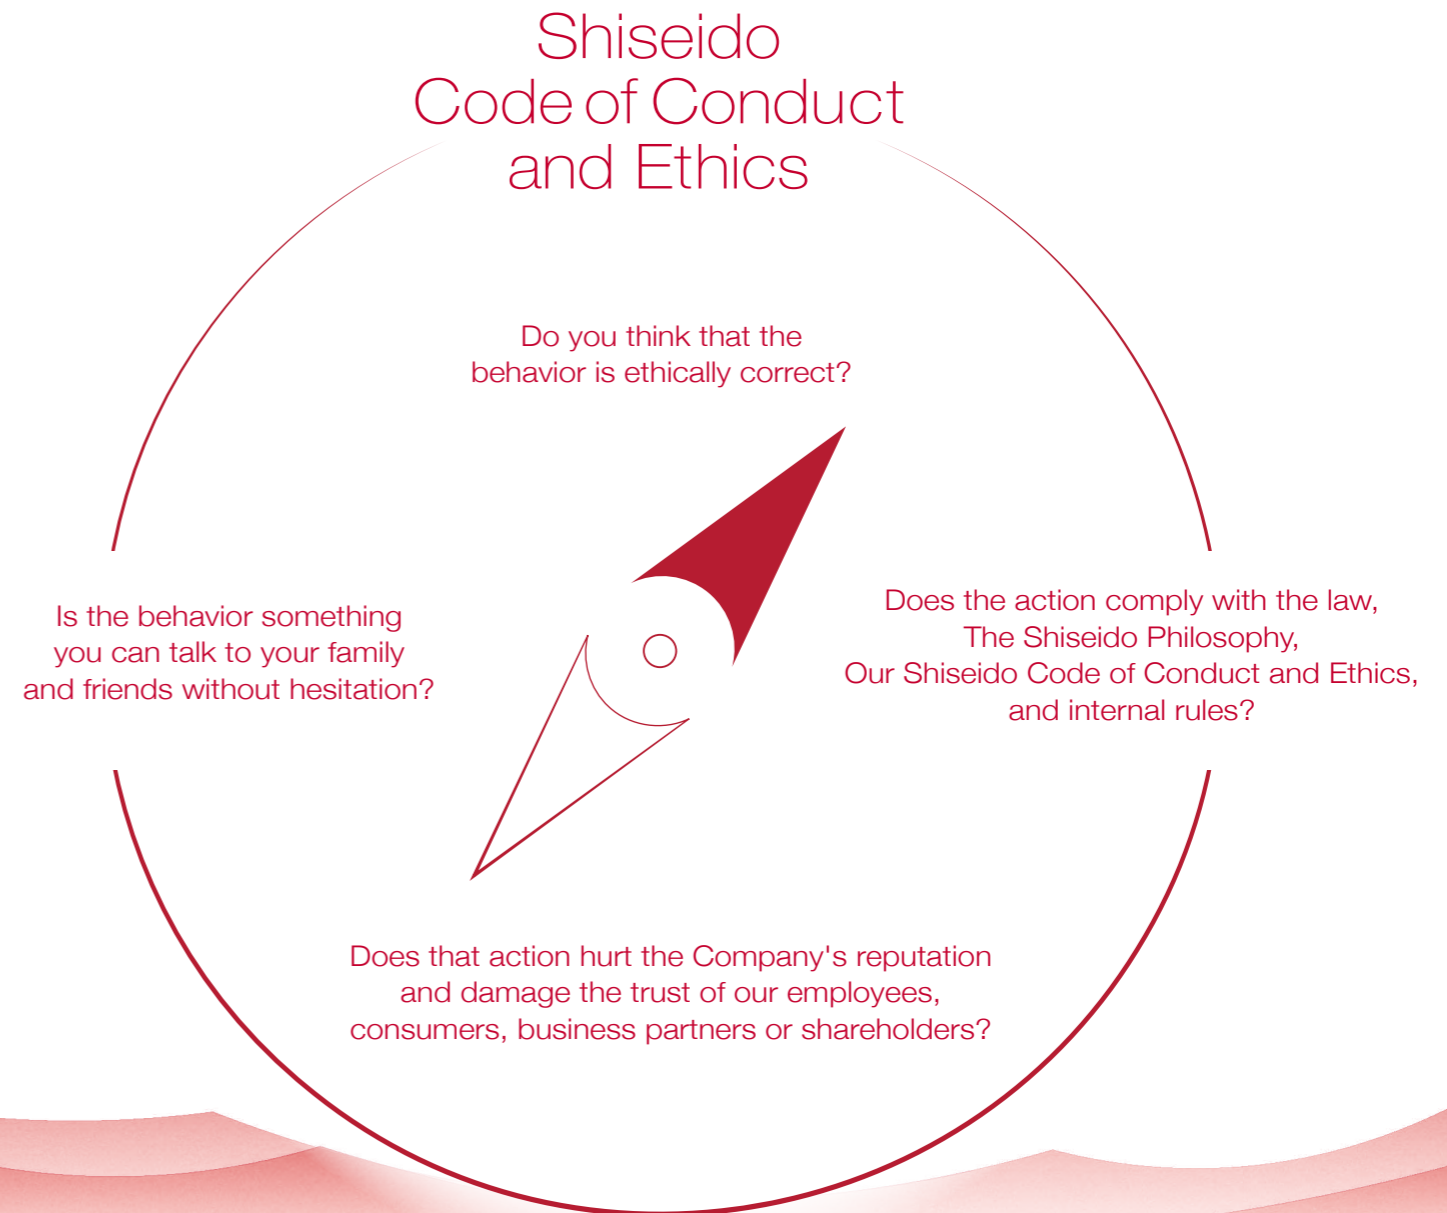 Shiseido
Code of Conduct
and Ethics
Do you think that the
behavior is ethically correct?
Is the behavior something
you can talk to your family
and friends without hesitation?
Does the action comply with the law,
The Shiseido Philosophy,
Our Shiseido Code of Conduct and Ethics,
and internal rules?
Does that action hurt the Company's reputation
and damage the trust of our employees,
consumers, business partners or shareholders?